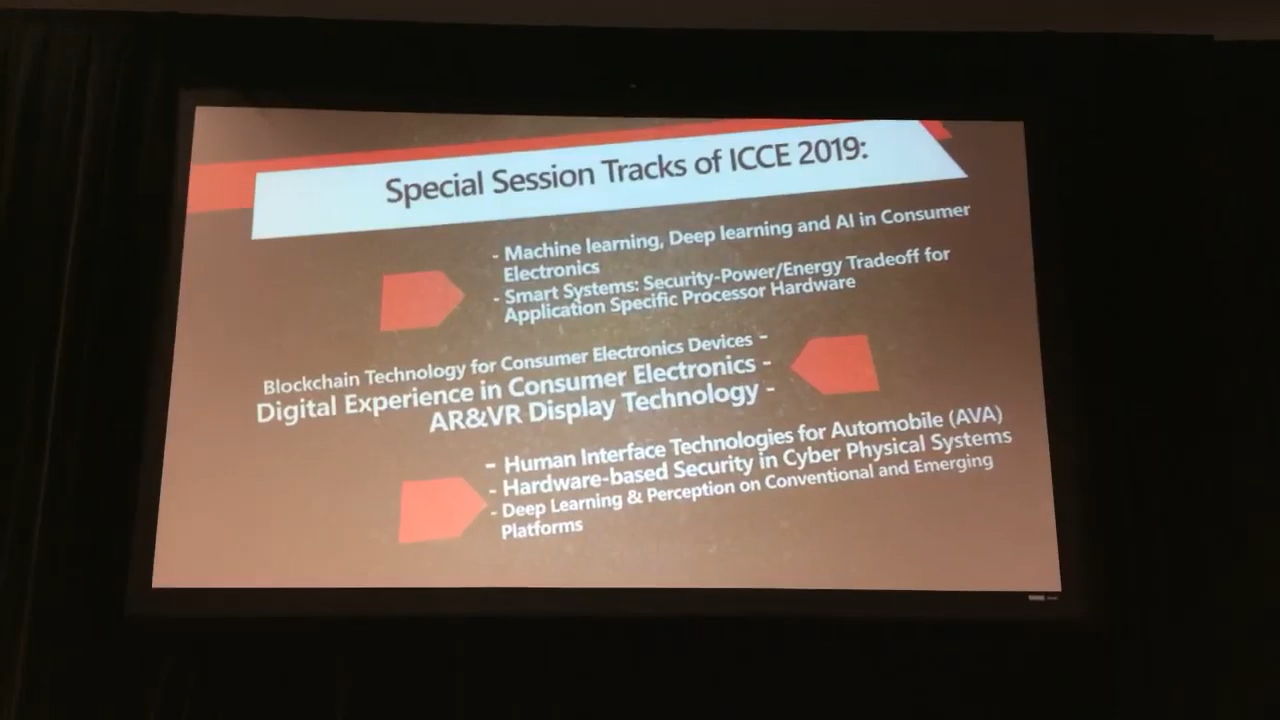 Special Session Tracks of ICCE 2019:
- Machine learning, Deep learning and AI in Consumer
Electronics
- Smart Systems: Security-Power/Energy Tradeoff for
Application Specific Processor Hardware
Blockchain Technology for Consumer Electronics Devices -
Digital Experience in Consumer Electronics -
AR&VR Display Technology -
- Human Interface Technologies for Automobile (AVA)
- Hardware-based Security in Cyber Physical Systems
- Deep Learning & Perception on Conventional and Emerging
Platforms